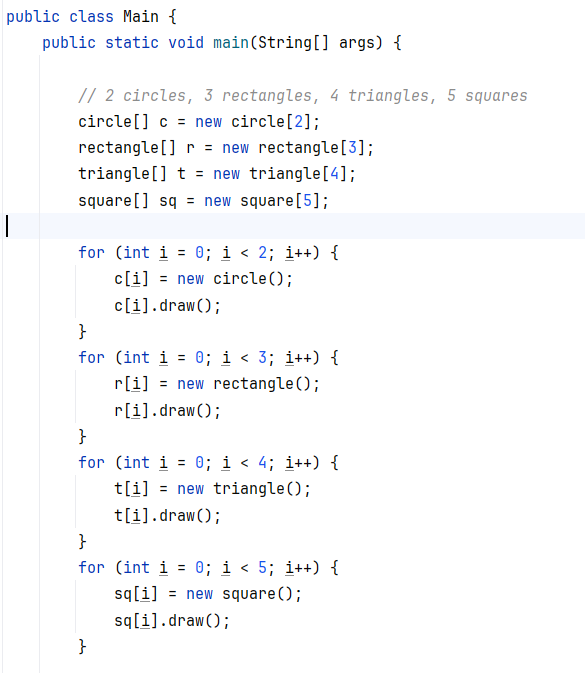 public class Main {
public static void main(String[] args) {
// 2 circles, 3 rectangles, 4 triangles, 5 squares
circle[] c = new circle[2];
rectangle[] r = new rectangle[3];
triangle[] t = new triangle[4];
square[] sq = new square[5];
for (int i = 0; i < 2; i++) {
c[i] = new circle();
c[i].draw();
}
for (int i = 0; i < 3; i++) {
r[i] = new rectangle();
r[i].draw();
}
for (int i = 0; i < 4; i++) {
t[i] = new triangle();
t[i].draw();
}
for (int i = 0; i < 5; i++) {
sq[i] = new square();
sq[i].draw();
}